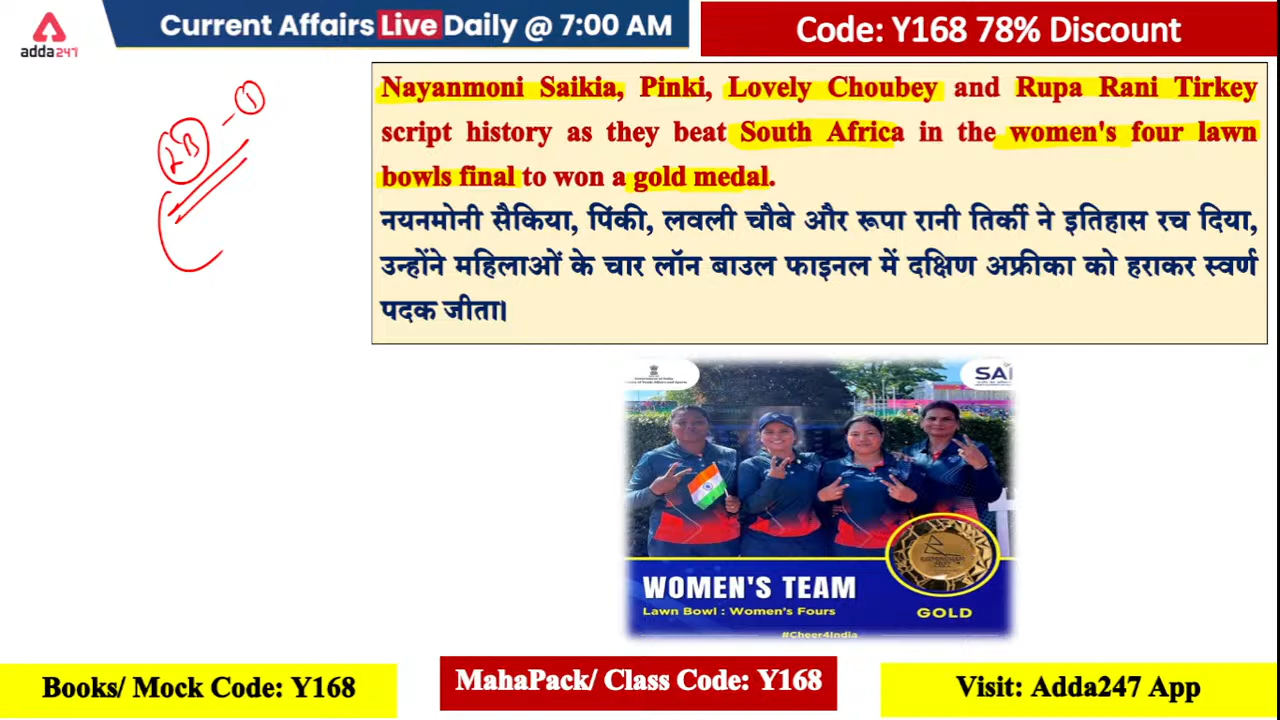 adda247
Current Affairs Live Daily @ 7:00 AM
Code: Y168 78% Discount
Nayanmoni Saikia, Pinki, Lovely Choubey and Rupa Rani Tirkey
script history as they beat South Africa in the women's four lawn
bowls final to won a gold medal.
नयनमोनी सैकिया, पिंकी, लवली चौबे और रूपा रानी तिर्की ने इतिहास रच दिया,
उन्होंने महिलाओं के चार लॉन बाउल फाइनल में दक्षिण अफ्रीका को हराकर स्वर्ण
पदक जीता।
1
SAI
WOMEN'S TEAM
Lawn Bowl : Women's Fours
GOLD
#Cheer4India
Books/ Mock Code: Y168
MahaPack/ Class Code: Y168
Visit: Adda247 App